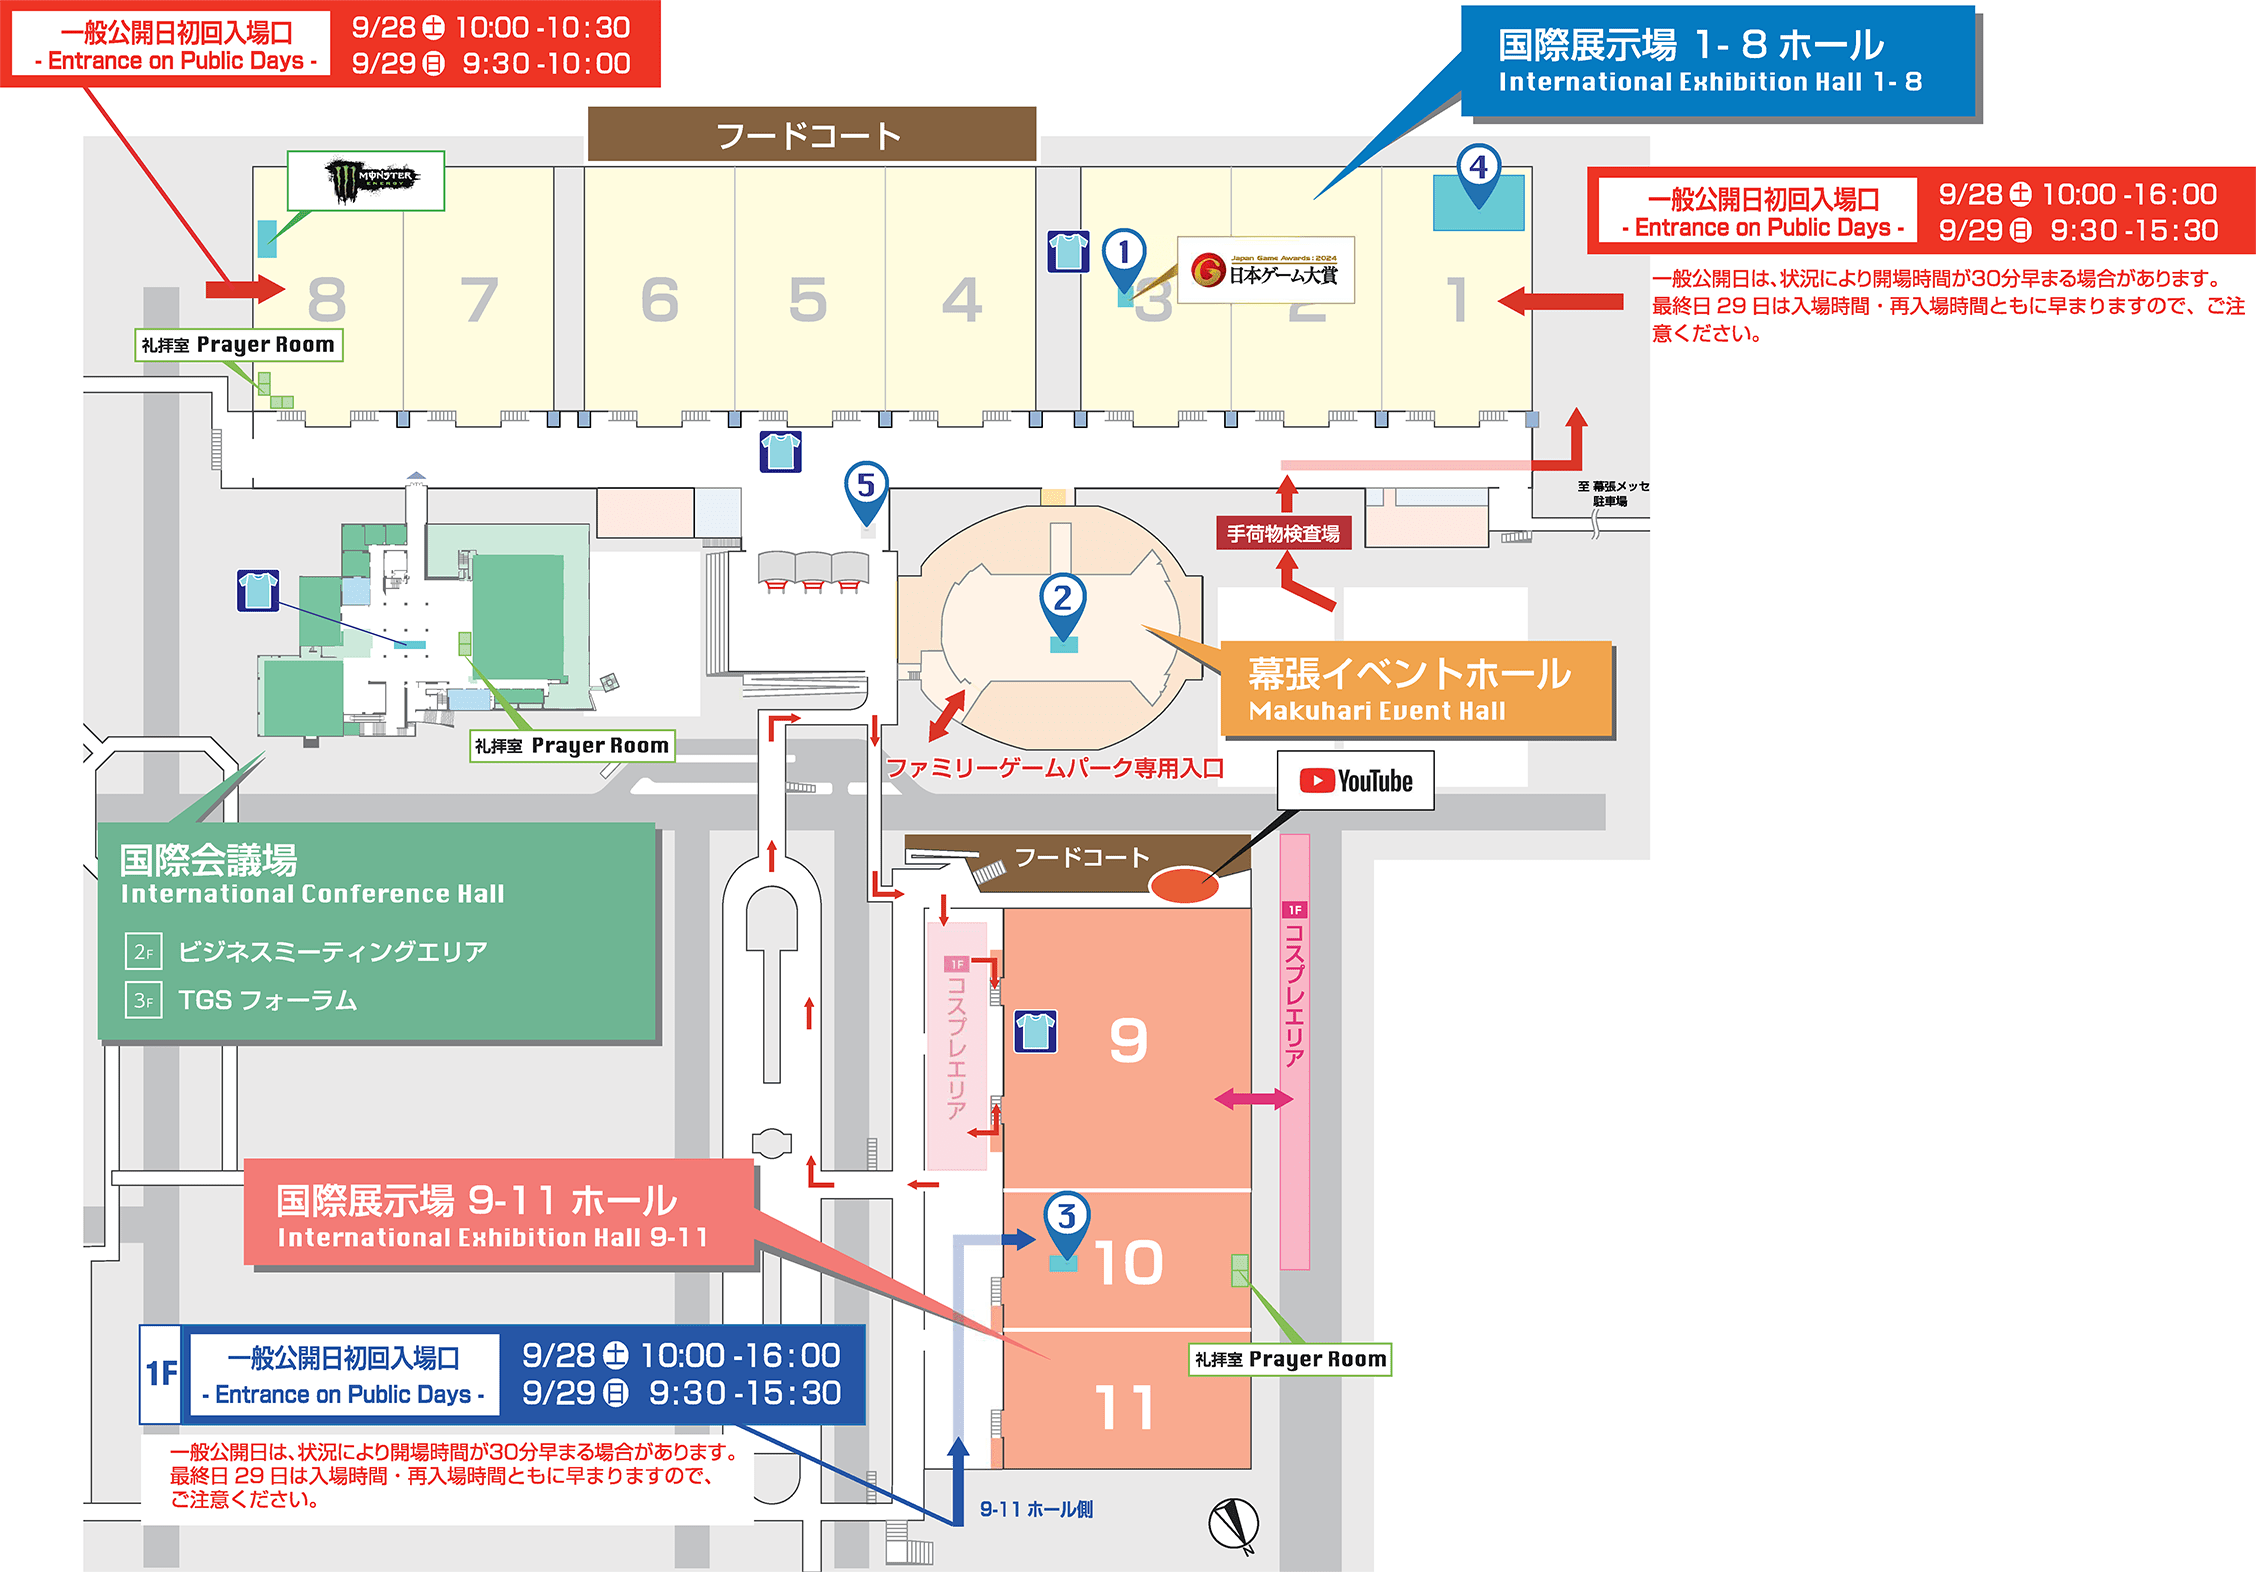 一般公開日初回入場口
- Entrance on Public Days -
9/28 土 10:00 -10:30
9/29 日 9:30 -10:00
国際展示場 1- 8 ホール
International Exhibition Hall 1- 8
フードコート
MONSTER
ENERGY
4
一般公開日初回入場口
- Entrance on Public Days -
9/28 土 10:00 -16:00
9/29 日 9:30 -15:30
一般公開日は、状況により開場時間が30分早まる場合があります。
最終日 29 日は入場時間・再入場時間ともに早まりますので、ご注
意ください。
1
Japan Game Awards : 2024
日本ゲーム大賞
8
7
6
5
4
3
2
1
礼拝室 Prayer Room
5
至 幕張メッセ
駐車場
手荷物検査場
2
幕張イベントホール
Makuhari Event Hall
礼拝室 Prayer Room
ファミリーゲームパーク専用入口
YouTube
国際会議場
International Conference Hall
2F ビジネスミーティングエリア
3F TGS フォーラム
フードコート
1F
コスプレエリア
1F
コスプレエリア
9
国際展示場 9-11 ホール
International Exhibition Hall 9-11
3
10
礼拝室 Prayer Room
11
1F
一般公開日初回入場口
- Entrance on Public Days -
9/28 土 10:00 -16:00
9/29 日 9:30 -15:30
一般公開日は、状況により開場時間が30分早まる場合があります。
最終日 29 日は入場時間・再入場時間ともに早まりますので、
ご注意ください。
9-11 ホール側
N